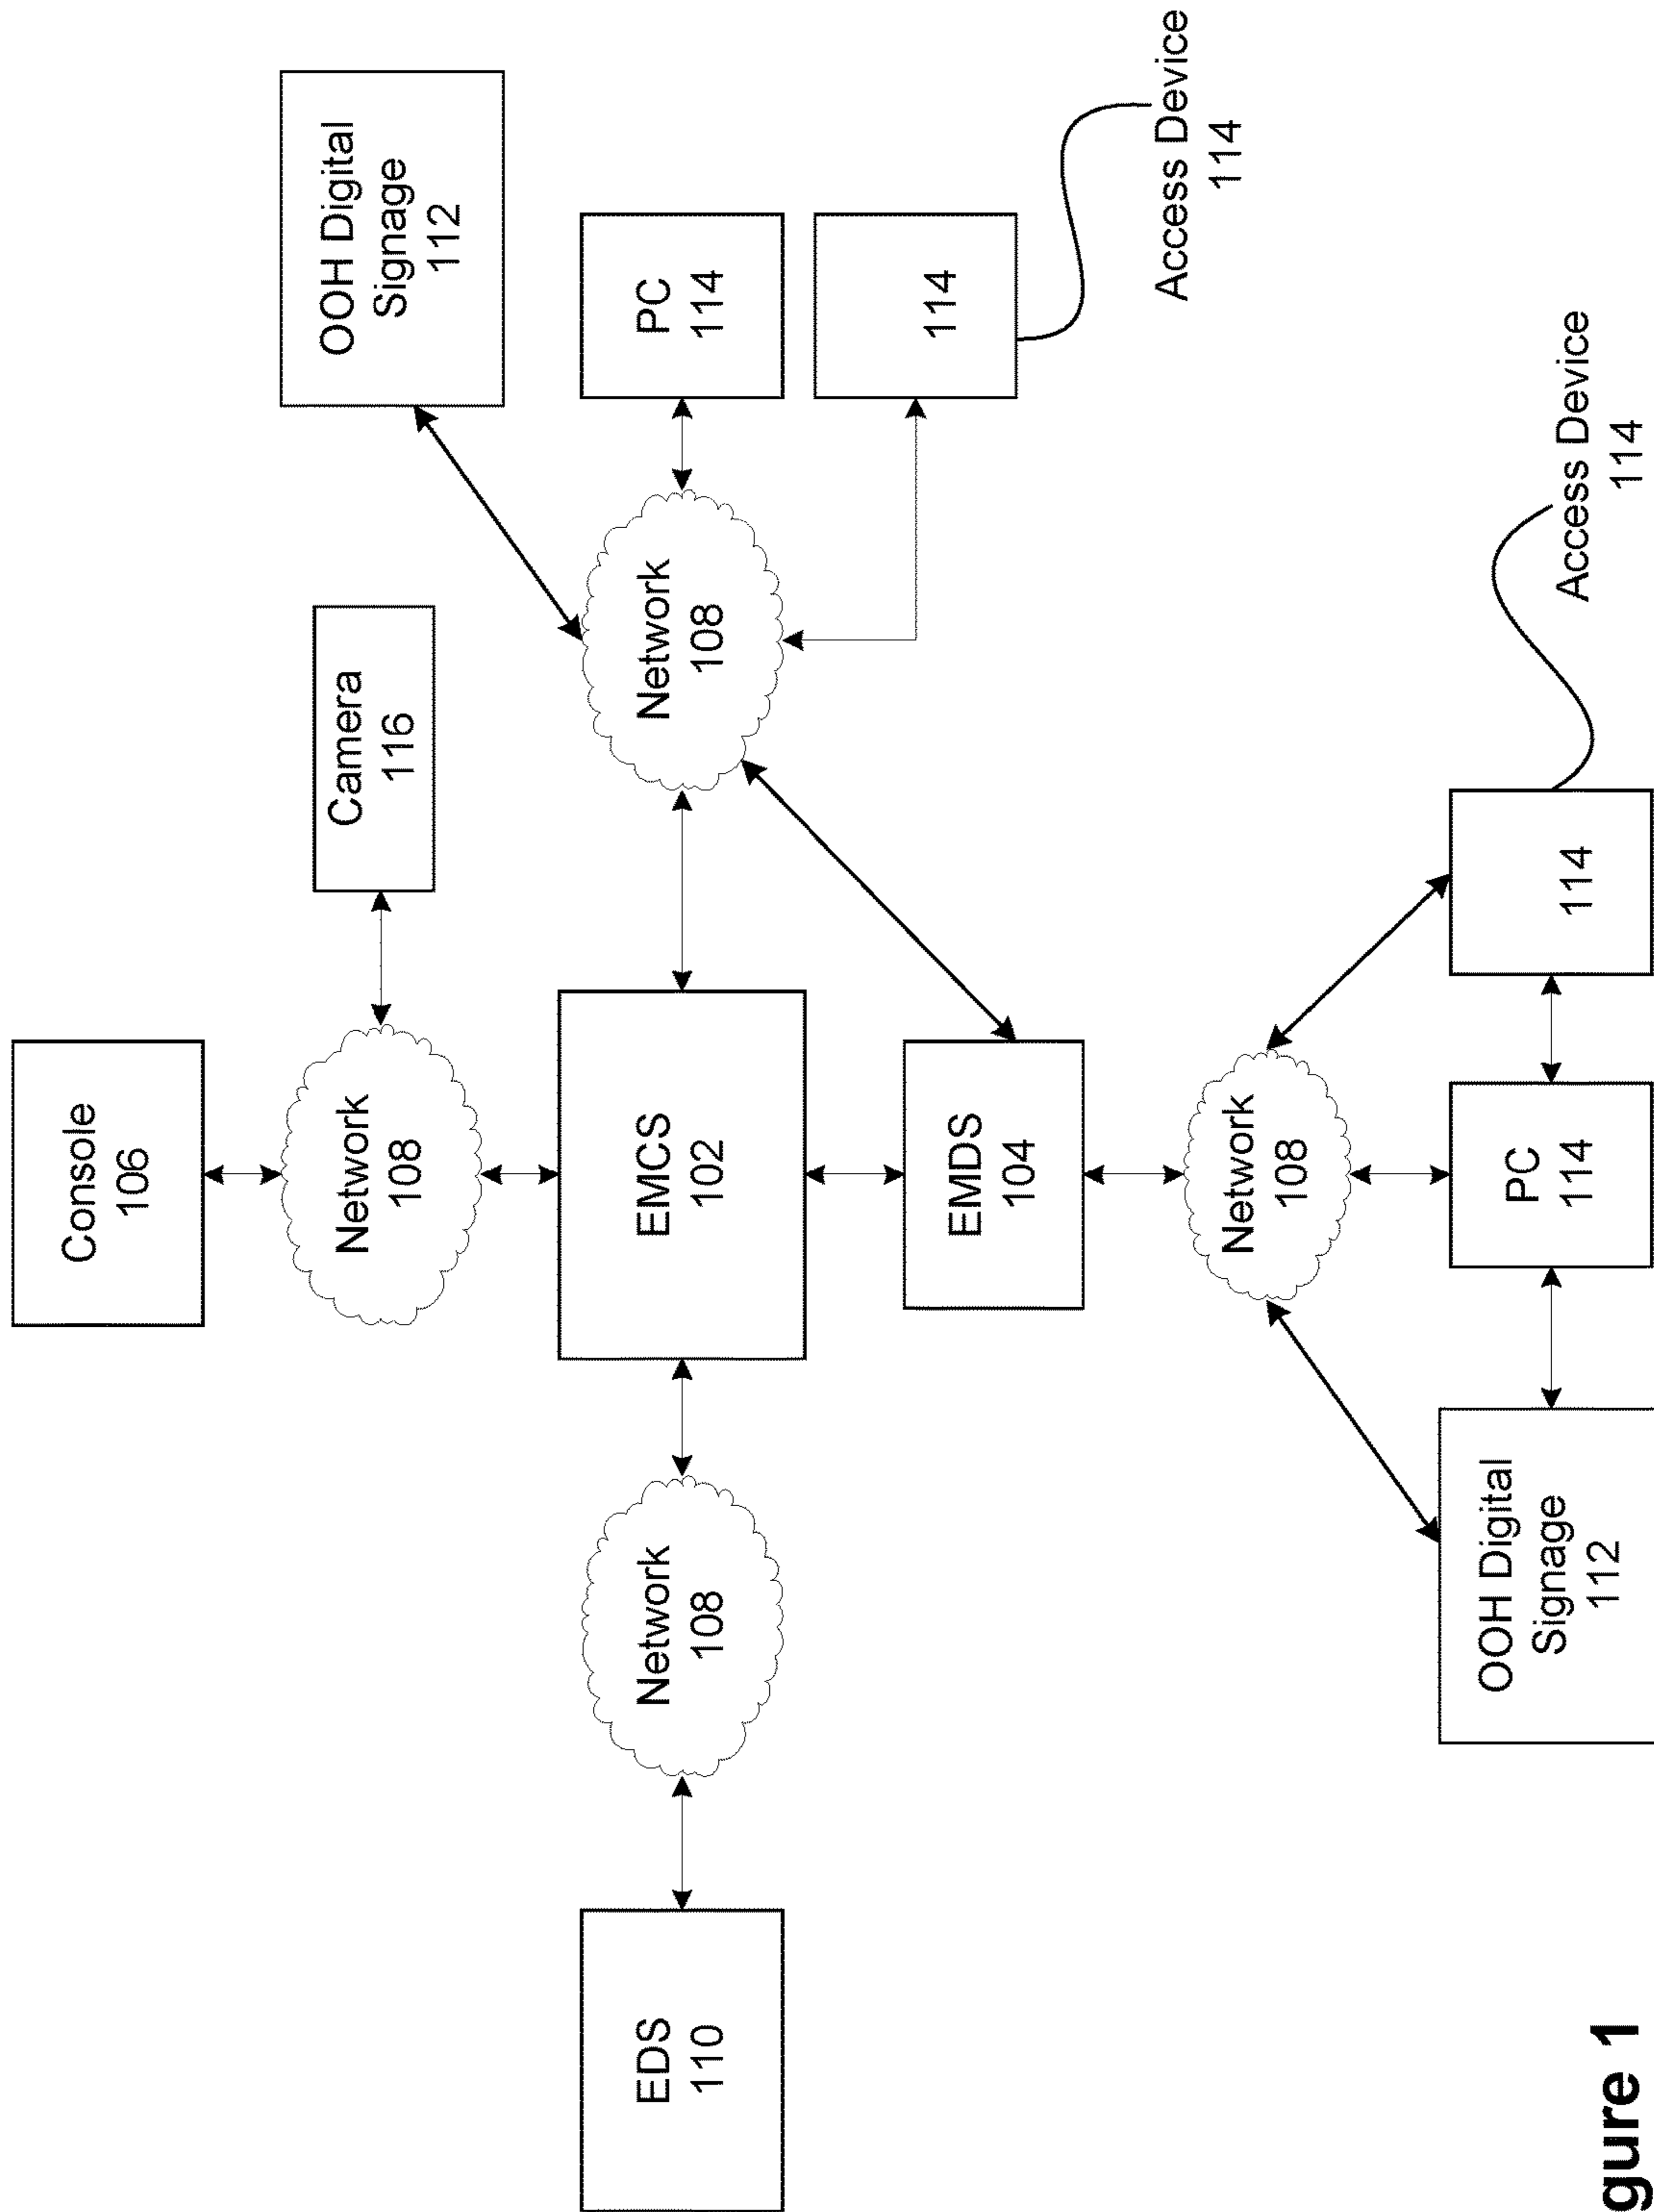 Console
106
Network
108
Camera
116
OOH Digital
Signage
112
EDS
110
Network
108
EMCS
102
Network
108
PC
114
114
EMDS
104
Access Device
114
Network
108
OOH Digital
Signage
112
PC
114
114
Access Device
114
gure 1